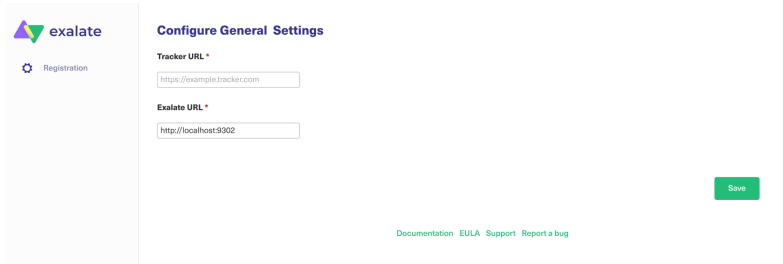 exalate
Registration
Configure General Settings
Tracker URL *
https://example.tracker.com
Exalate URL *
http://localhost:9302
Save
Documentation EULA Support Report a bug